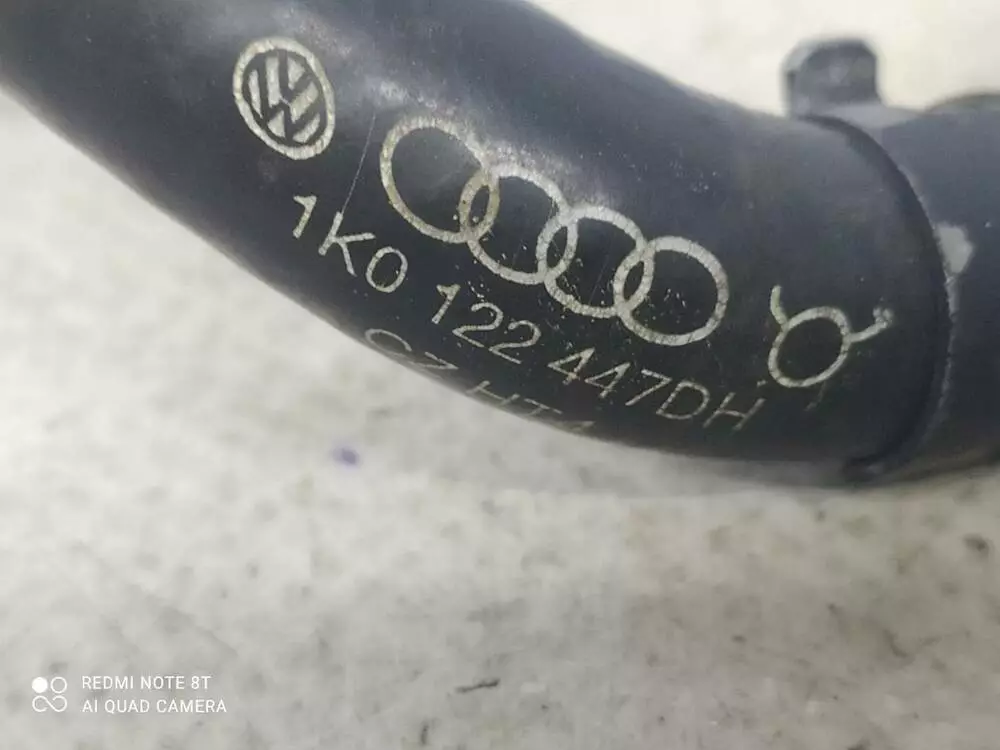 1K0 122 447DH
REDMI NOTE 8T
AI QUAD CAMERA